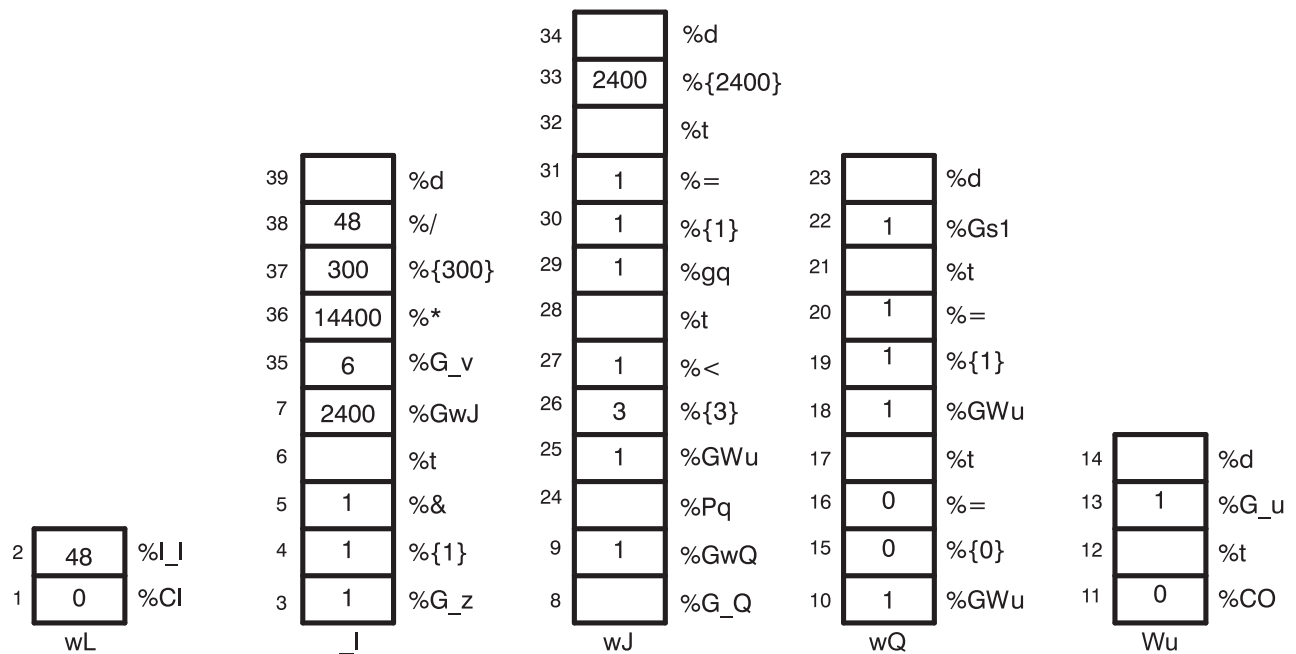 34 %d
33 2400 %{2400}
32 %t
39 %d 31 1 %= 23 %d
38 48 %/ 30 1 %{1} 22 1 %Gs1
37 300 %{300} 29 1 %gq 21 %t
36 14400 %* 28 %t 20 1 %=
35 6 %G_v 27 1 %< 19 1 %{1}
7 2400 %GwJ 26 3 %{3} 18 1 %GWu
6 %t 25 1 %GWu 17 %t 14 %d
5 1 %& 24 %Pq 16 0 %= 13 1 %G_u
2 48 %I_I 4 1 %{1} 9 1 %GwQ 15 0 %{0} 12 %t
1 0 %CI 3 1 %G_z 8 %G_Q 10 1 %GWu 11 0 %CO
wL _I wJ wQ Wu